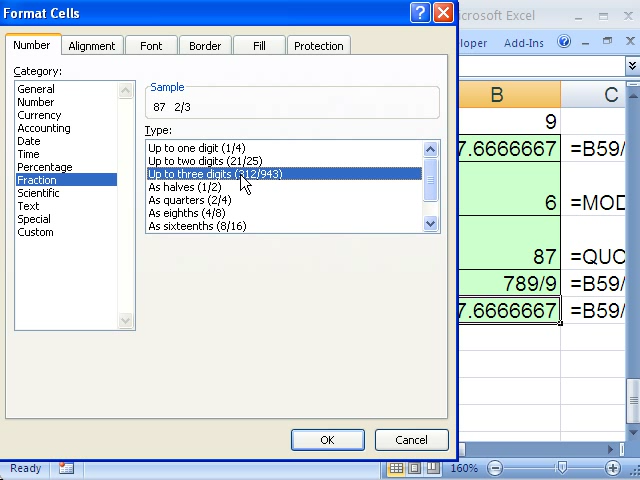 Format Cells
icrosoft Excel
Number Alignment Font Border Fill Protection
loper Add-Ins
Category:
General
Number
Currency
Accounting
Date
Time
Percentage
Fraction
Scientific
Text
Special
Custom
Sample
87 2/3
Type:
Up to one digit (1/4)
Up to two digits (21/25)
Up to three digits (312/943)
As halves (1/2)
As quarters (2/4)
As eighths (4/8)
As sixteenths (8/16)
B C
9
7.6666667 =B59/
6 =MOD
87 =QUO
789/9 =B59/
7.6666667 =B59/
OK Cancel
Ready 160%